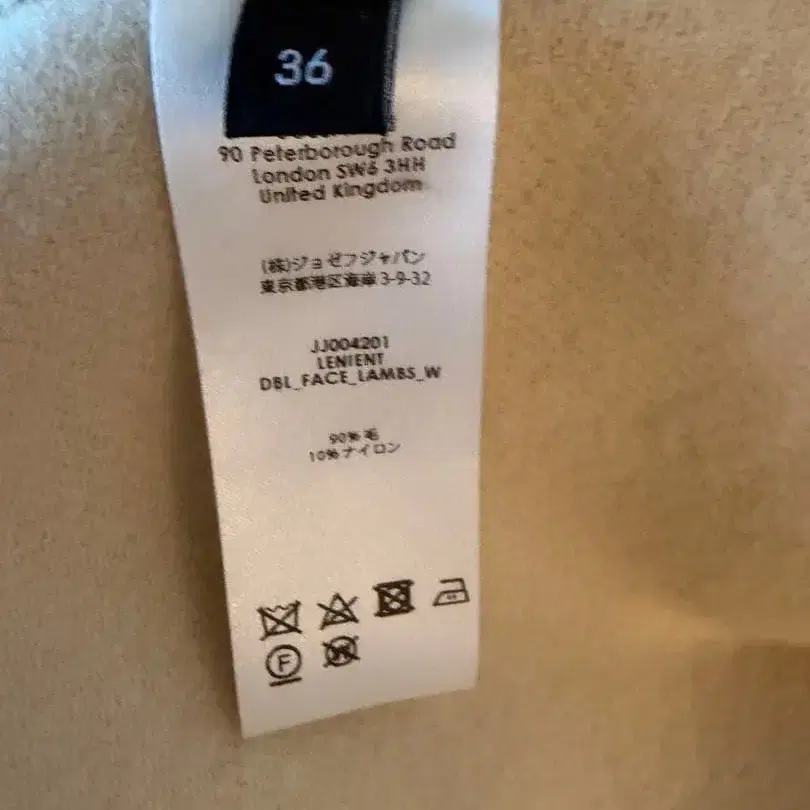 36
90 Peterborough Road
London SW6 3HH
United Kingdom
(株)ジョゼフジャパン
東京都港区海岸3-9-32
JJ004201
LENIENT
DBL_FACE_LAMBS_W
90% 毛
10% ナイロン
F
W